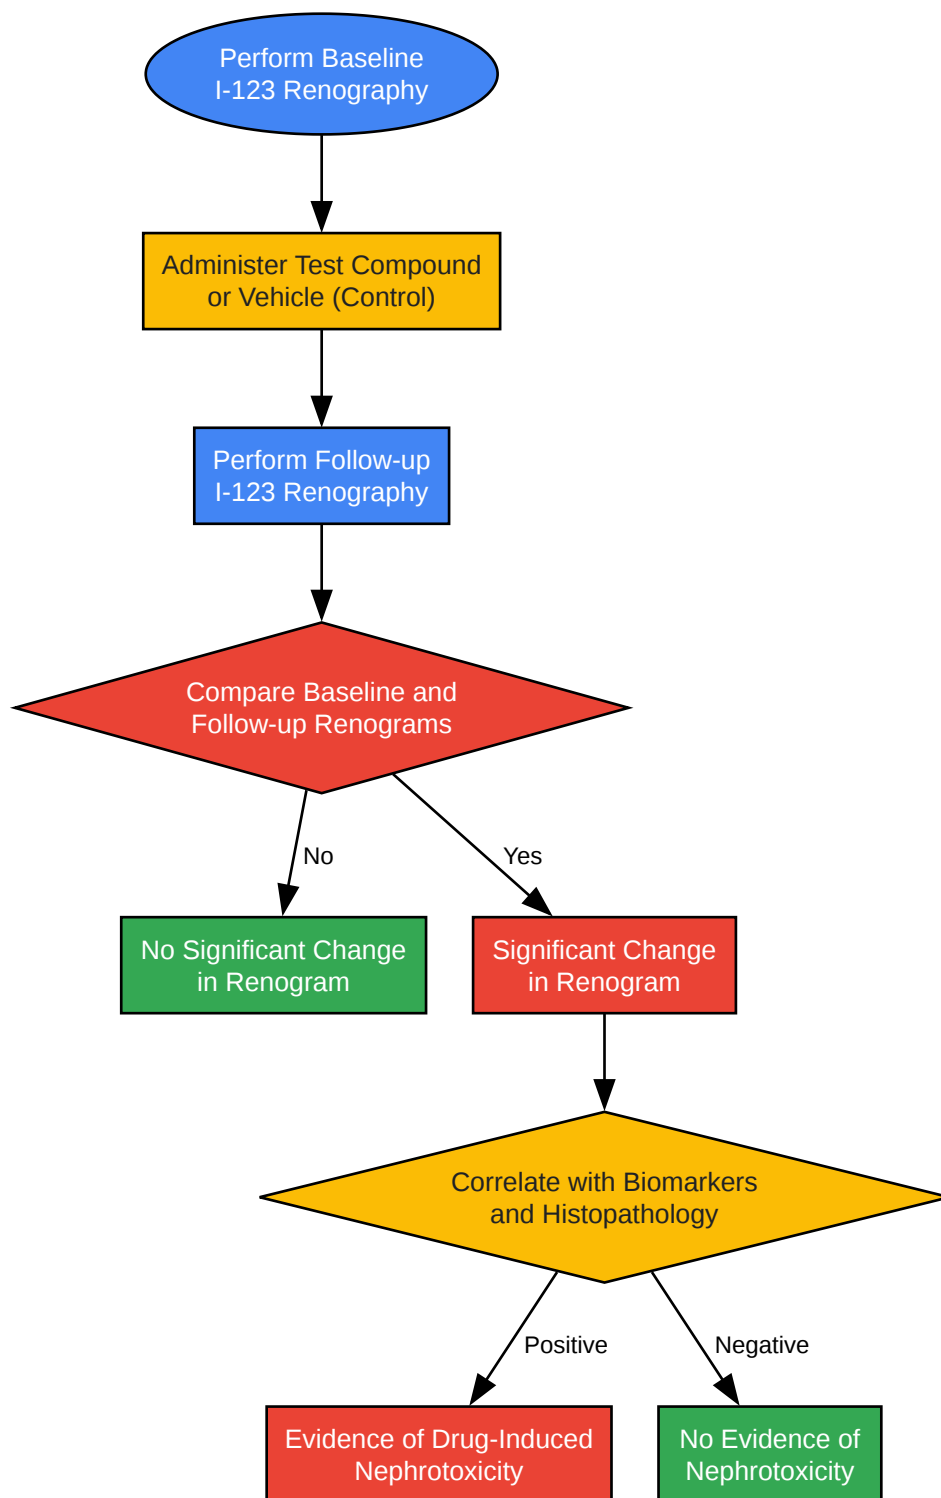 Perform Baseline
I-123 Renography
Administer Test Compound
or Vehicle (Control)
Perform Follow-up
I-123 Renography
Compare Baseline and
Follow-up Renograms
No
Yes
No Significant Change
in Renogram
Significant Change
in Renogram
Correlate with Biomarkers
and Histopathology
Positive
Negative
Evidence of Drug-Induced
Nephrotoxicity
No Evidence of
Nephrotoxicity